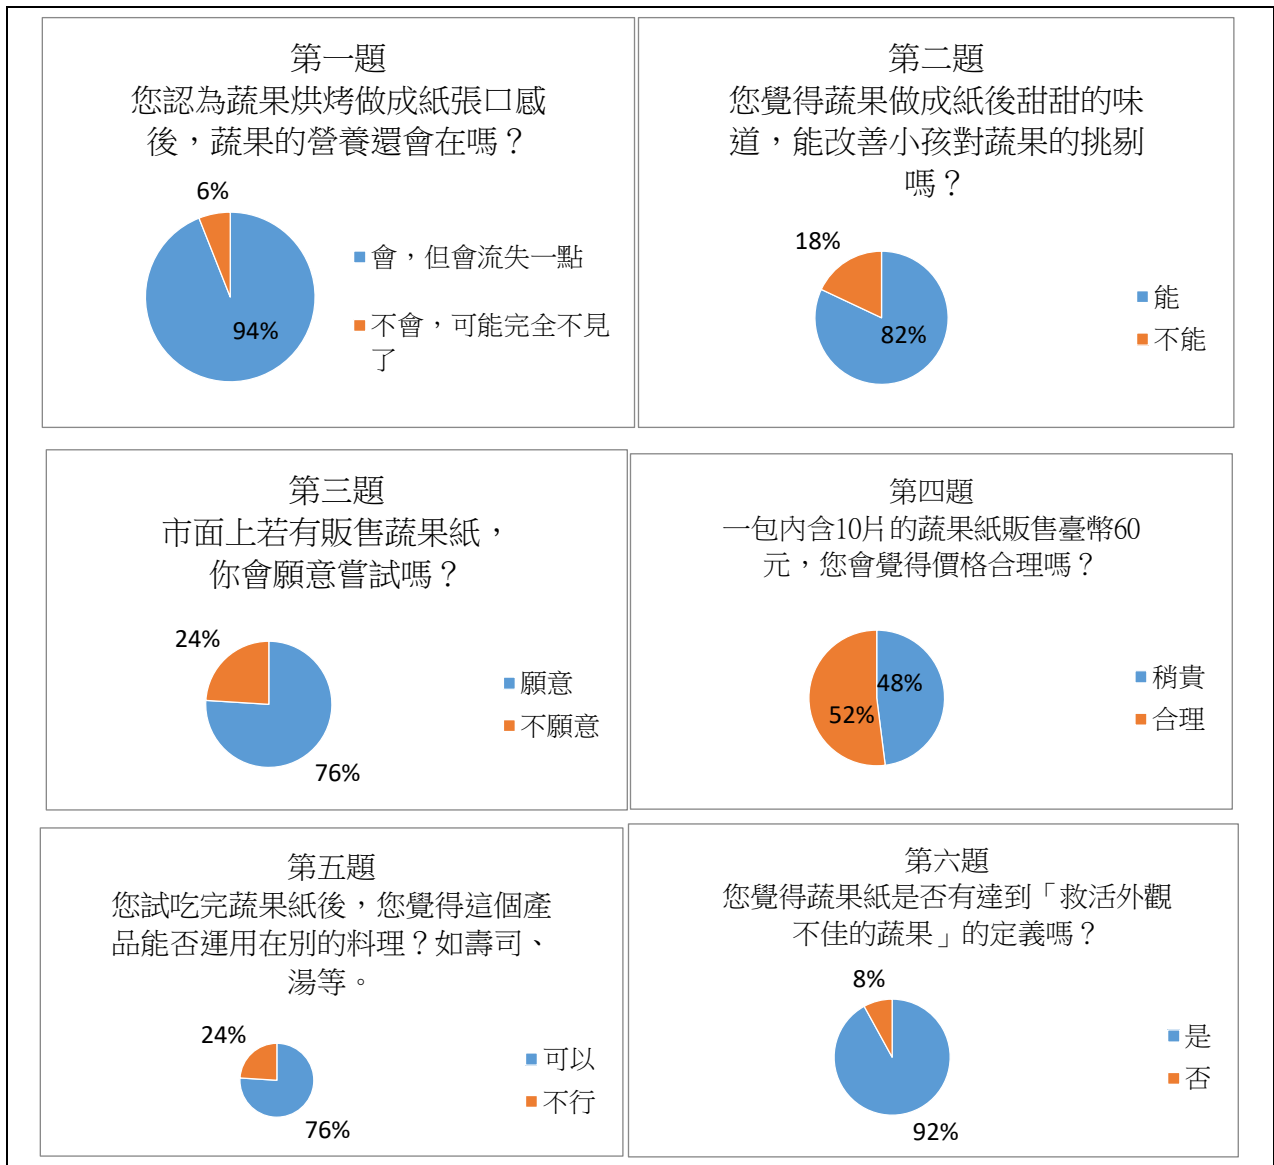 第一題
您認為蔬果烘烤做成紙張口感
後，蔬果的營養還會在嗎？
6%
94%
會，但會流失一點
不會，可能完全不見
了
第二題
您覺得蔬果做成紙後甜甜的味
道，能改善小孩對蔬果的挑剔
嗎？
18%
82%
能
不能
第三題
市面上若有販售蔬果紙，
你會願意嘗試嗎？
24%
76%
願意
不願意
第四題
一包內含10片的蔬果紙販售臺幣60
元，您會覺得價格合理嗎？
48%
52%
稍貴
合理
第五題
您試吃完蔬果紙後，您覺得這個產
品能否運用在別的料理？如壽司、
湯等。
24%
76%
可以
不行
第六題
您覺得蔬果紙是否有達到「救活外觀
不佳的蔬果」的定義嗎？
8%
92%
是
否